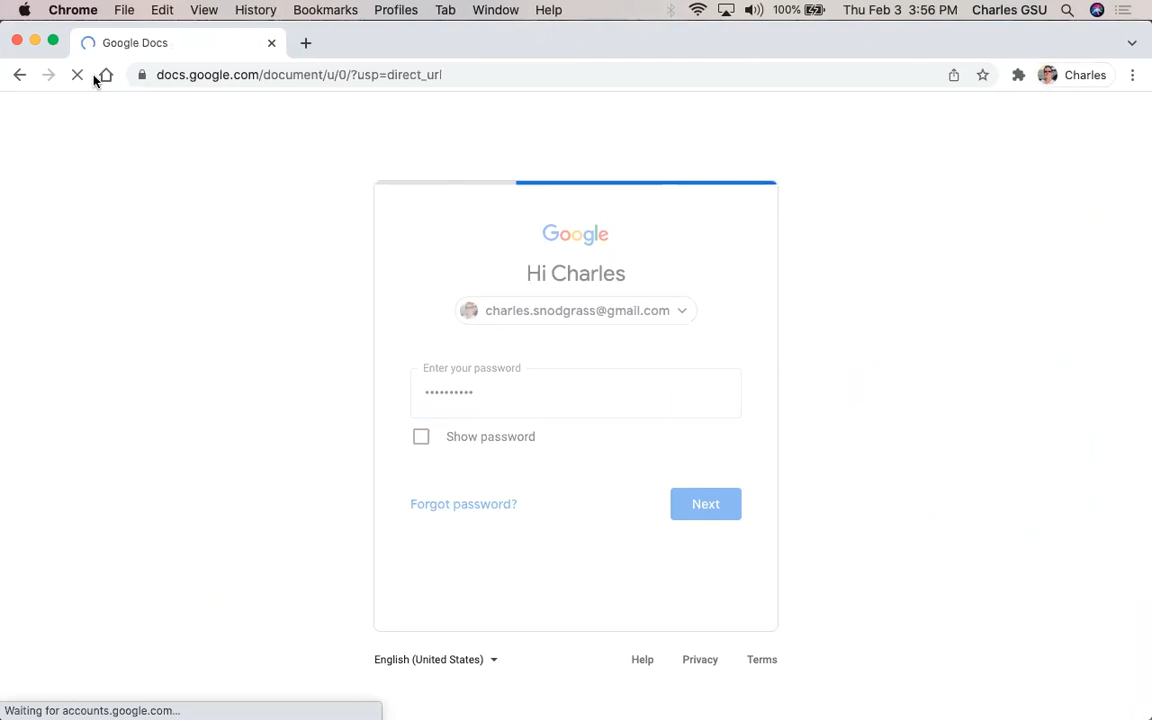 Chrome File Edit View History Bookmarks Profiles Tab Window Help 100% Thu Feb 3 3:56 PM Charles GSU
Google Docs
docs.google.com/document/u/0/?usp=direct_url
Charles
Google
Hi Charles
charles.snodgrass@gmail.com
Enter your password
••••••••••
Show password
Forgot password?
Next
English (United States)
Help Privacy Terms
Waiting for accounts.google.com...